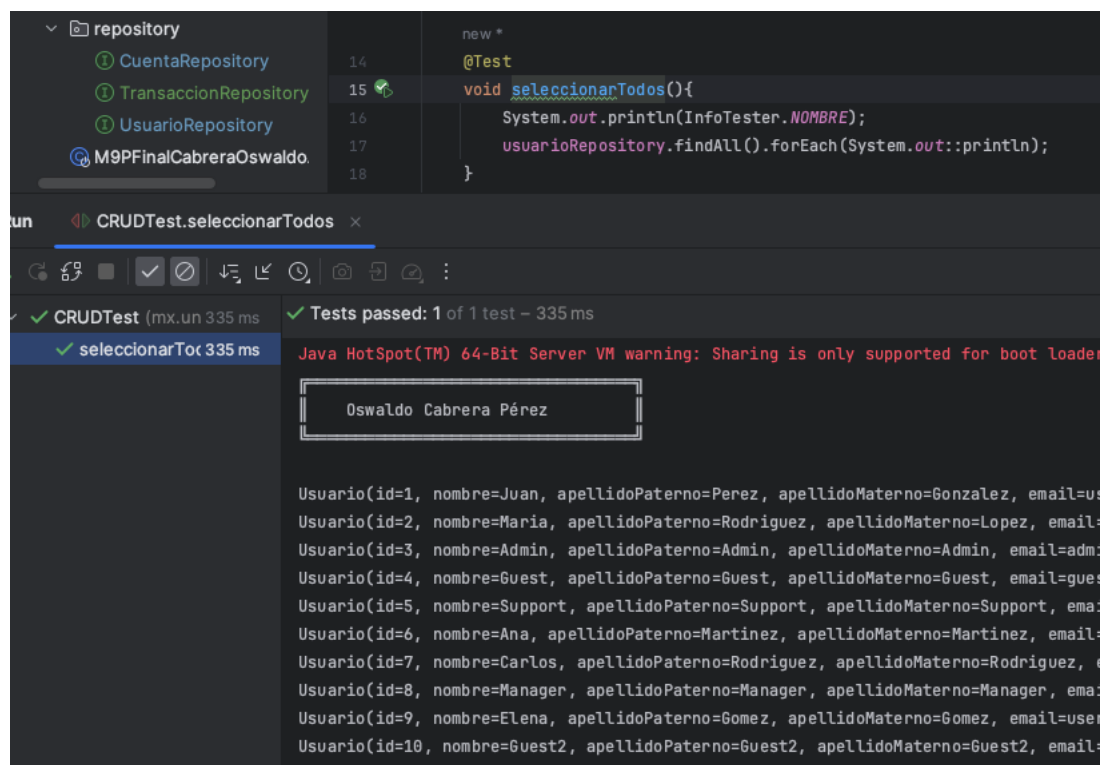 repository
CuentaRepository
TransaccionRepository
UsuarioRepository
M9PFinalCabreraOswaldo.
new *
14 @Test
15 void seleccionarTodos(){
16 System.out.println(InfoTester.NOMBRE);
17 usuarioRepository.findAll().forEach(System.out::println);
18 }
un CRUDTest.seleccionarTodos
CRUDTest (mx.un 335 ms
seleccionarToc 335 ms
Tests passed: 1 of 1 test – 335 ms
Java HotSpot(TM) 64-Bit Server VM warning: Sharing is only supported for boot loader
Oswaldo Cabrera Pérez
Usuario(id=1, nombre=Juan, apellidoPaterno=Perez, apellidoMaterno=Gonzalez, email=us
Usuario(id=2, nombre=Maria, apellidoPaterno=Rodriguez, apellidoMaterno=Lopez, email=
Usuario(id=3, nombre=Admin, apellidoPaterno=Admin, apellidoMaterno=Admin, email=admi
Usuario(id=4, nombre=Guest, apellidoPaterno=Guest, apellidoMaterno=Guest, email=gues
Usuario(id=5, nombre=Support, apellidoPaterno=Support, apellidoMaterno=Support, emai
Usuario(id=6, nombre=Ana, apellidoPaterno=Martinez, apellidoMaterno=Martinez, email=
Usuario(id=7, nombre=Carlos, apellidoPaterno=Rodriguez, apellidoMaterno=Rodriguez, e
Usuario(id=8, nombre=Manager, apellidoPaterno=Manager, apellidoMaterno=Manager, emai
Usuario(id=9, nombre=Elena, apellidoPaterno=Gomez, apellidoMaterno=Gomez, email=user
Usuario(id=10, nombre=Guest2, apellidoPaterno=Guest2, apellidoMaterno=Guest2, email=